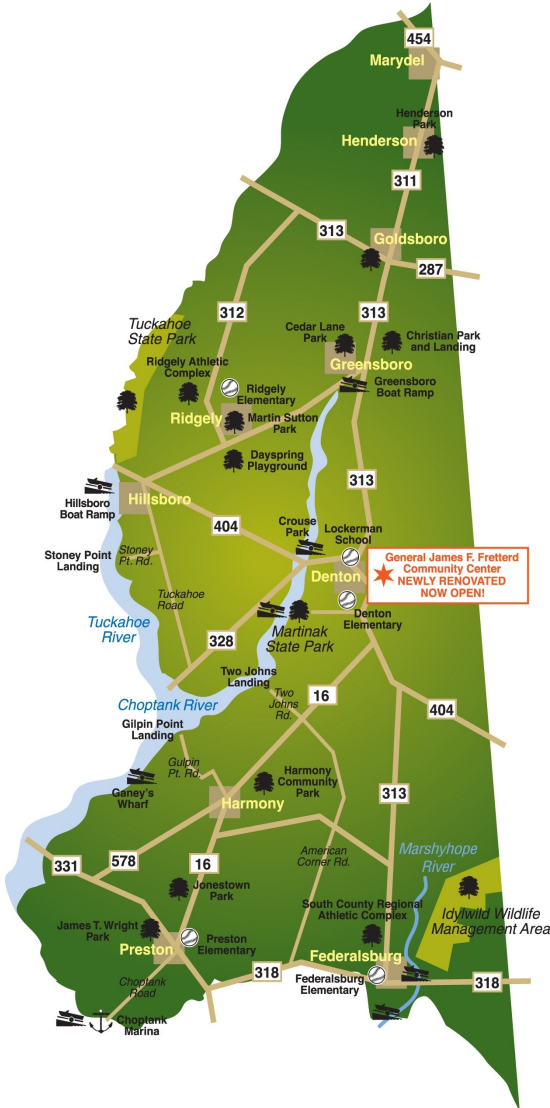 454
Marydel
Henderson
Park
Henderson
311
313
Goldsboro
287
312
313
Tuckahoe
State Park
Cedar Lane
Park
Christian Park
and Landing
Ridgely Athletic
Complex
Greensboro
Ridgely
Elementary
Greensboro
Boat Ramp
Ridgely
Martin Sutton
Park
Dayspring
Playground
313
Hillsboro
Hillsboro
Boat Ramp
404
Crouse
Park
Lockerman
School
Stoney Point
Landing
Stoney
Pt. Rd.
General James F. Fretterd
Community Center
NEWLY RENOVATED
NOW OPEN!
Denton
Tuckahoe
Road
Denton
Elementary
Tuckahoe
River
Martinak
State Park
328
Two Johns
Landing
Two
Johns
Rd.
16
Choptank River
404
Gilpin Point
Landing
Gulpin
Pt. Rd.
Harmony
Community
Park
Ganey's
Wharf
313
Harmony
331
578
16
American
Corner Rd.
Marshyhope
River
Jonestown
Park
South County Regional
Athletic Complex
Idylwild Wildlife
Management Area
James T. Wright
Park
Preston
Preston
Elementary
Federalsburg
318
Federalsburg
Elementary
318
Choptank
Road
Choptank
Marina